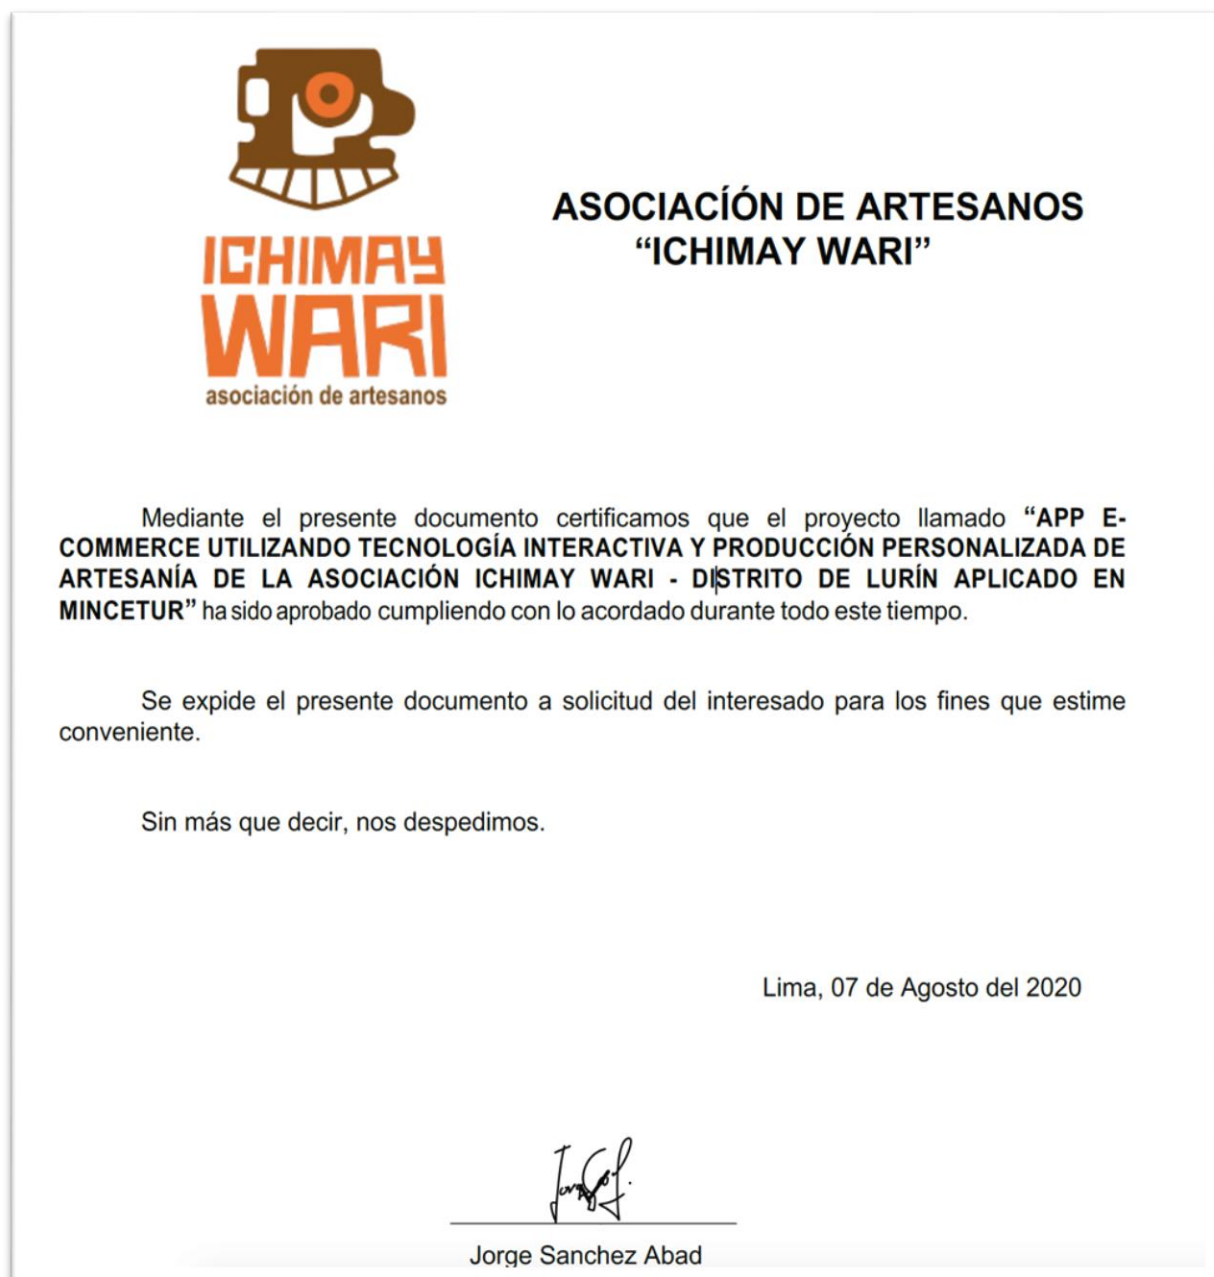 ICHIMAY
WARI
asociación de artesanos
ASOCIACÍÓN DE ARTESANOS
“ICHIMAY WARI”
Mediante el presente documento certificamos que el proyecto llamado “APP E-
COMMERCE UTILIZANDO TECNOLOGÍA INTERACTIVA Y PRODUCCIÓN PERSONALIZADA DE
ARTESANÍA DE LA ASOCIACIÓN ICHIMAY WARI - DISTRITO DE LURÍN APLICADO EN
MINCETUR” ha sido aprobado cumpliendo con lo acordado durante todo este tiempo.
Se expide el presente documento a solicitud del interesado para los fines que estime
conveniente.
Sin más que decir, nos despedimos.
Lima, 07 de Agosto del 2020
Jorge Sanchez Abad